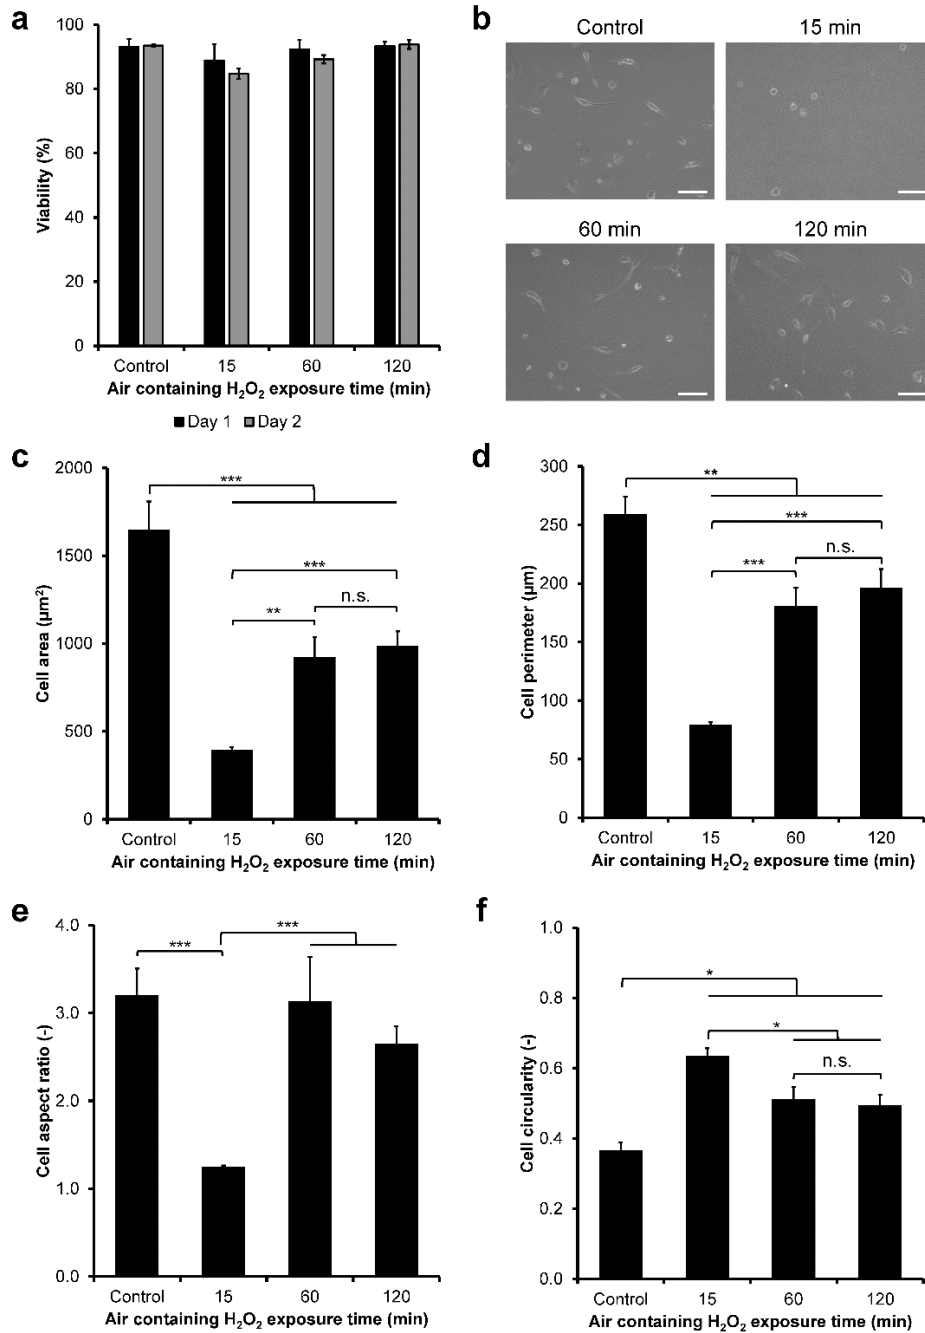 a
100
80
60
40
20
0
Viability (%)
Control
15
60
120
Air containing H₂O₂ exposure time (min)
Day 1
Day 2
b
Control
15 min
60 min
120 min
c
2000
1500
1000
500
0
Cell area (µm²)
***
***
**
n.s.
Control
15
60
120
Air containing H₂O₂ exposure time (min)
d
300
250
200
150
100
50
0
Cell perimeter (µm)
**
***
***
n.s.
Control
15
60
120
Air containing H₂O₂ exposure time (min)
e
4.0
3.0
2.0
1.0
0.0
Cell aspect ratio (-)
***
***
Control
15
60
120
Air containing H₂O₂ exposure time (min)
f
1.0
0.8
0.6
0.4
0.2
0.0
Cell circularity (-)
*
*
n.s.
Control
15
60
120
Air containing H₂O₂ exposure time (min)